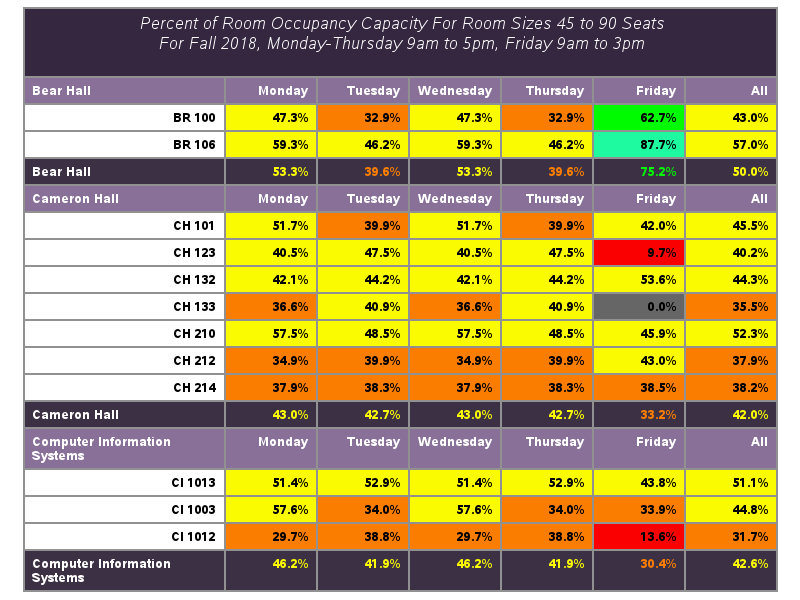 Percent of Room Occupancy Capacity For Room Sizes 45 to 90 Seats
For Fall 2018, Monday-Thursday 9am to 5pm, Friday 9am to 3pm
Bear Hall Monday Tuesday Wednesday Thursday Friday All
BR 100 47.3% 32.9% 47.3% 32.9% 62.7% 43.0%
BR 106 59.3% 46.2% 59.3% 46.2% 87.7% 57.0%
Bear Hall 53.3% 39.6% 53.3% 39.6% 75.2% 50.0%
Cameron Hall Monday Tuesday Wednesday Thursday Friday All
CH 101 51.7% 39.9% 51.7% 39.9% 42.0% 45.5%
CH 123 40.5% 47.5% 40.5% 47.5% 9.7% 40.2%
CH 132 42.1% 44.2% 42.1% 44.2% 53.6% 44.3%
CH 133 36.6% 40.9% 36.6% 40.9% 0.0% 35.5%
CH 210 57.5% 48.5% 57.5% 48.5% 45.9% 52.3%
CH 212 34.9% 39.9% 34.9% 39.9% 43.0% 37.9%
CH 214 37.9% 38.3% 37.9% 38.3% 38.5% 38.2%
Cameron Hall 43.0% 42.7% 43.0% 42.7% 33.2% 42.0%
Computer Information Monday Tuesday Wednesday Thursday Friday All
Systems
CI 1013 51.4% 52.9% 51.4% 52.9% 43.8% 51.1%
CI 1003 57.6% 34.0% 57.6% 34.0% 33.9% 44.8%
CI 1012 29.7% 38.8% 29.7% 38.8% 13.6% 31.7%
Computer Information 46.2% 41.9% 46.2% 41.9% 30.4% 42.6%
Systems